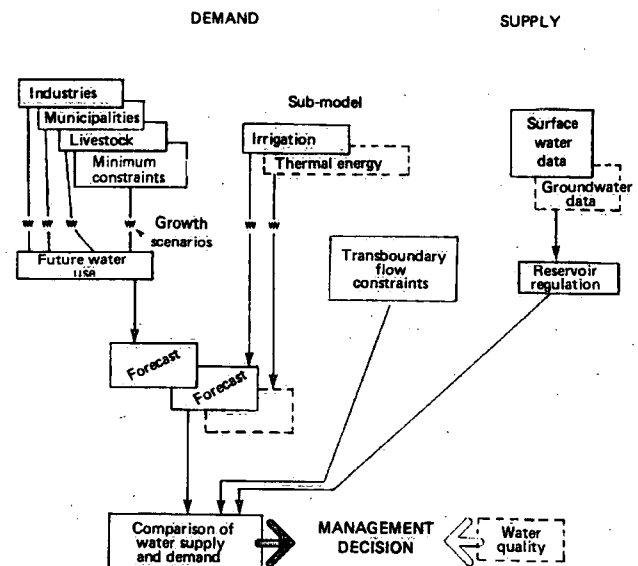 DEMAND
SUPPLY
Industries
Municipalities
Livestock
Minimum
constraints
Sub-model
Irrigation
Thermal energy
Surface
water
data
Groundwater
data
Growth
scenarios
Future water
use
Transboundary
flow
constraints
Reservoir
regulation
Forecast
Forecast
Comparison of
water supply
and demand
MANAGEMENT
DECISION
Water
quality